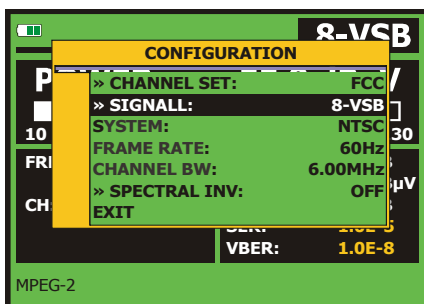 8-VSB
CONFIGURATION
» CHANNEL SET: FCC
» SIGNALL: 8-VSB
SYSTEM: NTSC
10 30
FRAME RATE: 60Hz
FRE
CHANNEL BW: 6.00MHz
» SPECTRAL INV: OFF
µV
CH
EXIT
VBER: 1.0E-8
MPEG-2